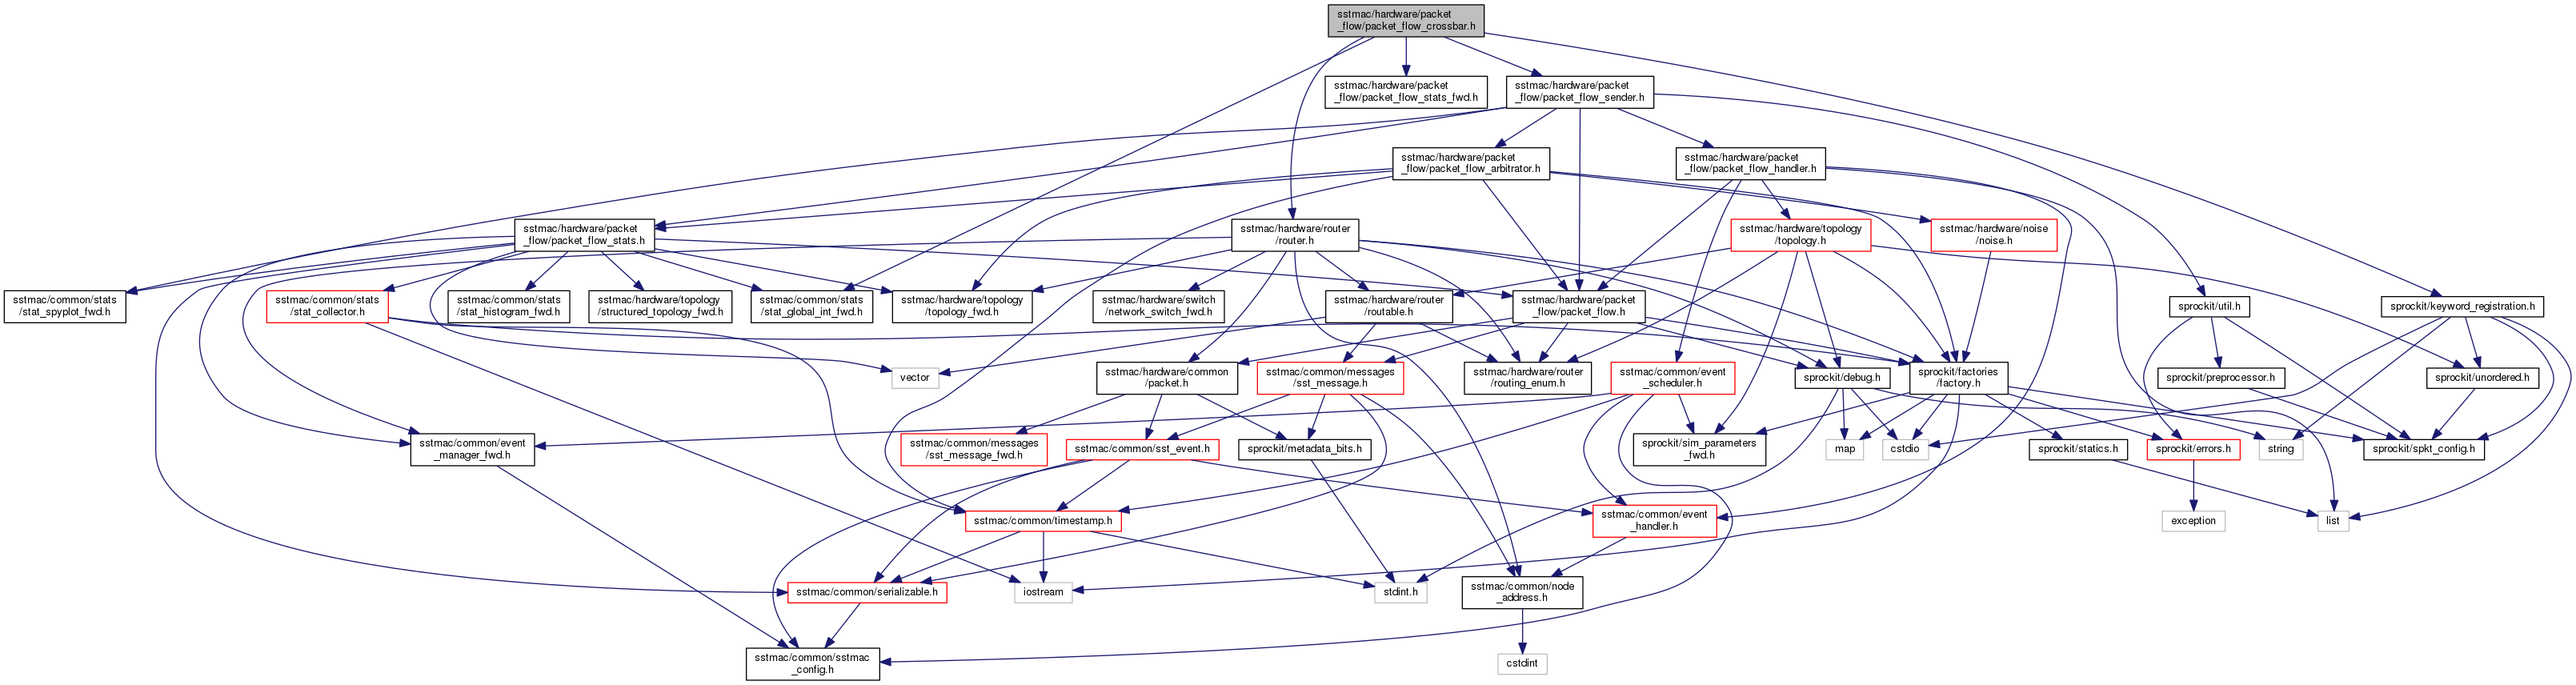 sstmac/hardware/packet
_flow/packet_flow_crossbar.h
sstmac/hardware/packet
_flow/packet_flow_stats_fwd.h
sstmac/hardware/packet
_flow/packet_flow_sender.h
sstmac/hardware/packet
_flow/packet_flow_arbitrator.h
sstmac/hardware/packet
_flow/packet_flow_handler.h
sstmac/hardware/packet
_flow/packet_flow_stats.h
sstmac/hardware/router
/router.h
sstmac/hardware/topology
/topology.h
sstmac/hardware/noise
/noise.h
sstmac/common/stats
/stat_spyplot_fwd.h
sstmac/common/stats
/stat_collector.h
sstmac/common/stats
/stat_histogram_fwd.h
sstmac/hardware/topology
/structured_topology_fwd.h
sstmac/common/stats
/stat_global_int_fwd.h
sstmac/hardware/topology
/topology_fwd.h
sstmac/hardware/switch
/network_switch_fwd.h
sstmac/hardware/router
/routable.h
sstmac/hardware/packet
_flow/packet_flow.h
sprockit/util.h
sprockit/keyword_registration.h
vector
sstmac/hardware/common
/packet.h
sstmac/common/messages
/sst_message.h
sstmac/hardware/router
/routing_enum.h
sstmac/common/event
_scheduler.h
sprockit/debug.h
sprockit/factories
/factory.h
sprockit/preprocessor.h
sprockit/unordered.h
sstmac/common/event
_manager_fwd.h
sstmac/common/messages
/sst_message_fwd.h
sstmac/common/sst_event.h
sprockit/metadata_bits.h
sprockit/sim_parameters
_fwd.h
map
cstdio
sprockit/statics.h
sprockit/errors.h
string
sprockit/spkt_config.h
sstmac/common/timestamp.h
sstmac/common/event
_handler.h
exception
list
sstmac/common/serializable.h
iostream
stdint.h
sstmac/common/node
_address.h
sstmac/common/sstmac
_config.h
cstdint